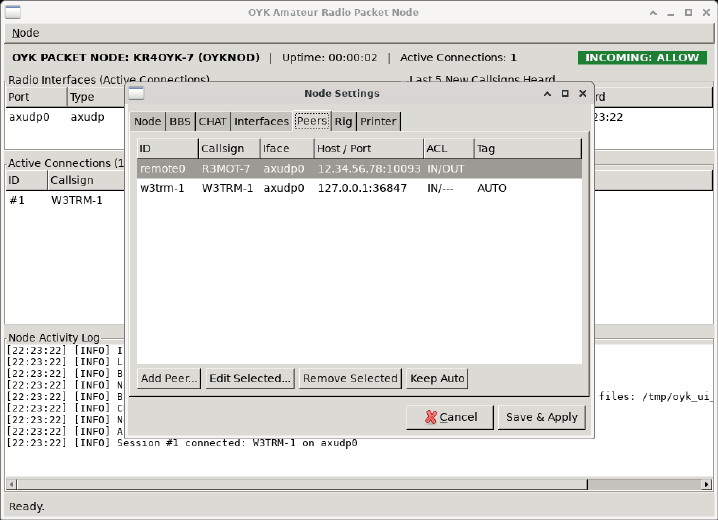 OYK Amateur Radio Packet Node
Node
OYK PACKET NODE: KR4OYK-7 (OYKNOD) | Uptime: 00:00:02 | Active Connections: 1 INCOMING: ALLOW
Radio Interfaces (Active Connections) Last 5 New Callsigns Heard
Port Type
axudp0 axudp 23:22
Active Connections (1
ID Callsign
#1 W3TRM-1
Node Settings
Node BBS CHAT Interfaces Peers Rig Printer
ID Callsign Iface Host / Port ACL Tag
remote0 R3MOT-7 axudp0 12.34.56.78:10093 IN/OUT
w3trm-1 W3TRM-1 axudp0 127.0.0.1:36847 IN/--- AUTO
Add Peer... Edit Selected... Remove Selected Keep Auto
Cancel Save & Apply
Node Activity Log
[22:23:22] [INFO] I
[22:23:22] [INFO] L
[22:23:22] [INFO] B
[22:23:22] [INFO] N
[22:23:22] [INFO] B files: /tmp/oyk_ui_
[22:23:22] [INFO] C
[22:23:22] [INFO] N
[22:23:22] [INFO] A
[22:23:22] [INFO] Session #1 connected: W3TRM-1 on axudp0
Ready.